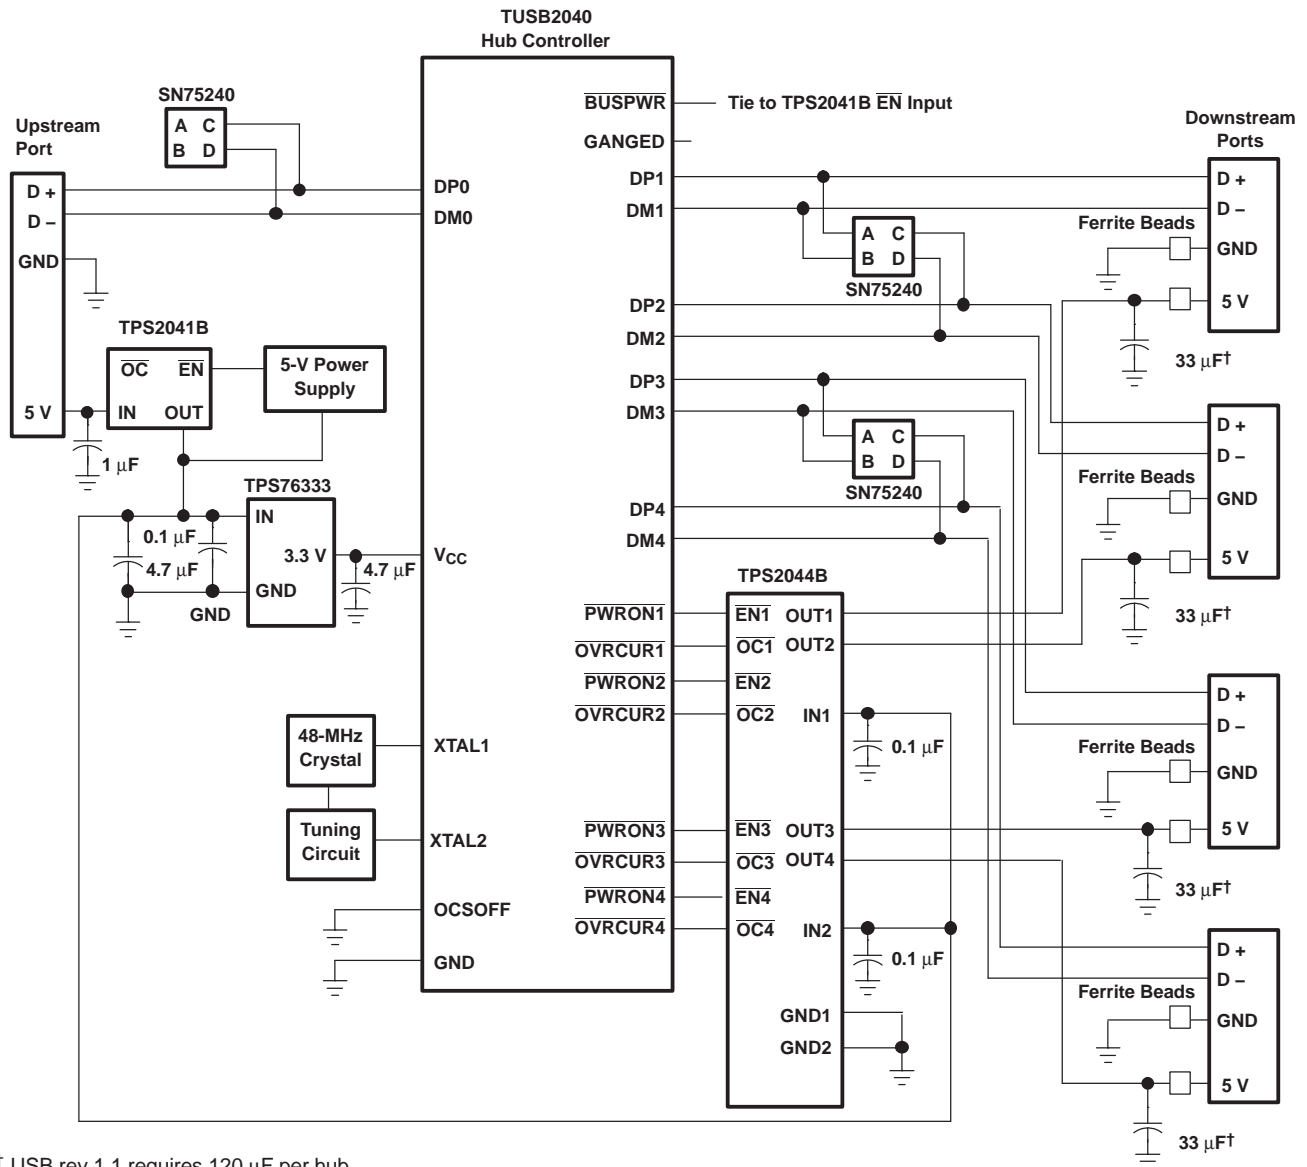 TUSB2040
Hub Controller
SN75240
A C
B D
Upstream
Port
D +
D –
GND
5 V
TPS2041B
OC EN
IN OUT
5-V Power
Supply
1 µF
TPS76333
IN
3.3 V
GND
0.1 µF
4.7 µF
GND
4.7 µF
48-MHz
Crystal
Tuning
Circuit
DP0
DM0
VCC
XTAL1
XTAL2
OCSOFF
GND
BUSPWR
GANGED
DP1
DM1
DP2
DM2
DP3
DM3
DP4
DM4
PWRON1
OVRCUR1
PWRON2
OVRCUR2
PWRON3
OVRCUR3
PWRON4
OVRCUR4
Tie to TPS2041B EN Input
A C
B D
SN75240
A C
B D
SN75240
TPS2044B
EN1 OUT1
OC1 OUT2
EN2
OC2 IN1
EN3 OUT3
OC3 OUT4
EN4
OC4 IN2
GND1
GND2
0.1 µF
0.1 µF
Downstream
Ports
D +
D –
Ferrite Beads
GND
5 V
33 µF†
D +
D –
Ferrite Beads
GND
5 V
33 µF†
D +
D –
Ferrite Beads
GND
5 V
33 µF†
D +
D –
Ferrite Beads
GND
5 V
33 µF†
† USB rev 1.1 requires 120 µF per hub